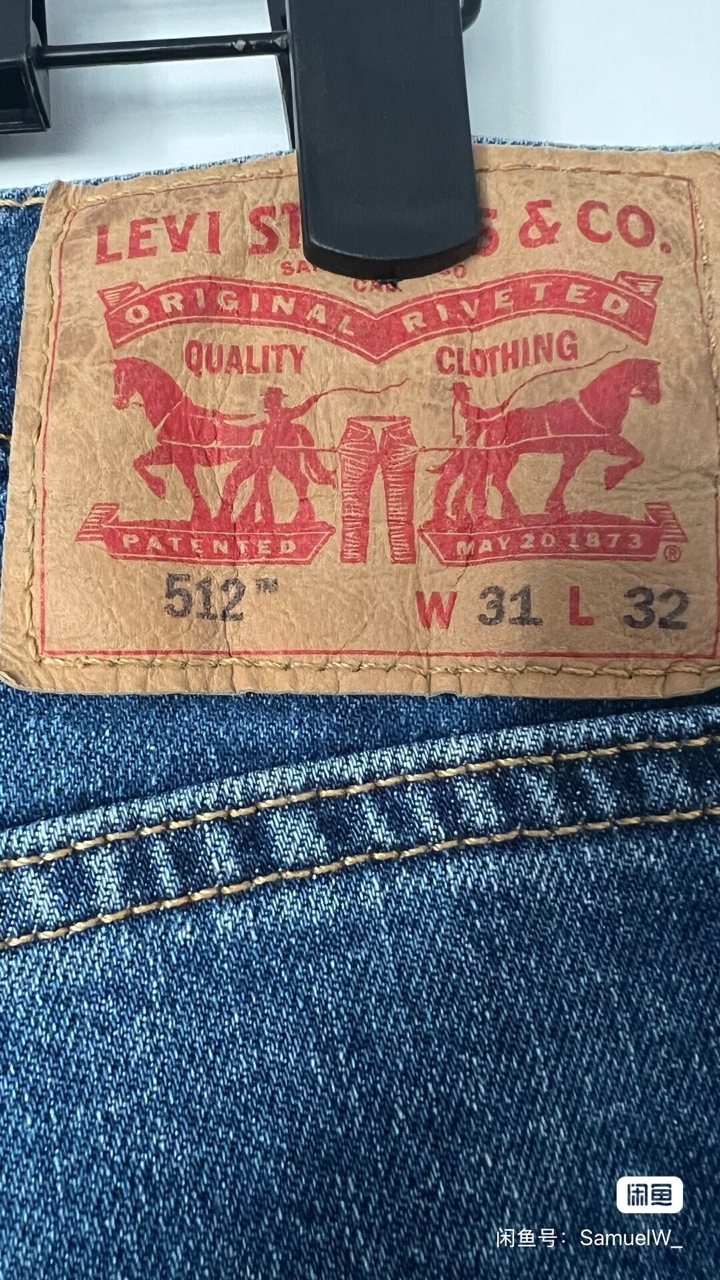 LEVI ST S & CO.
ORIGINAL RIVETED
QUALITY CLOTHING
PATENTED MAY 20 1873 ®
512™ W 31 L 32
闲鱼
闲鱼号：SamuelW_